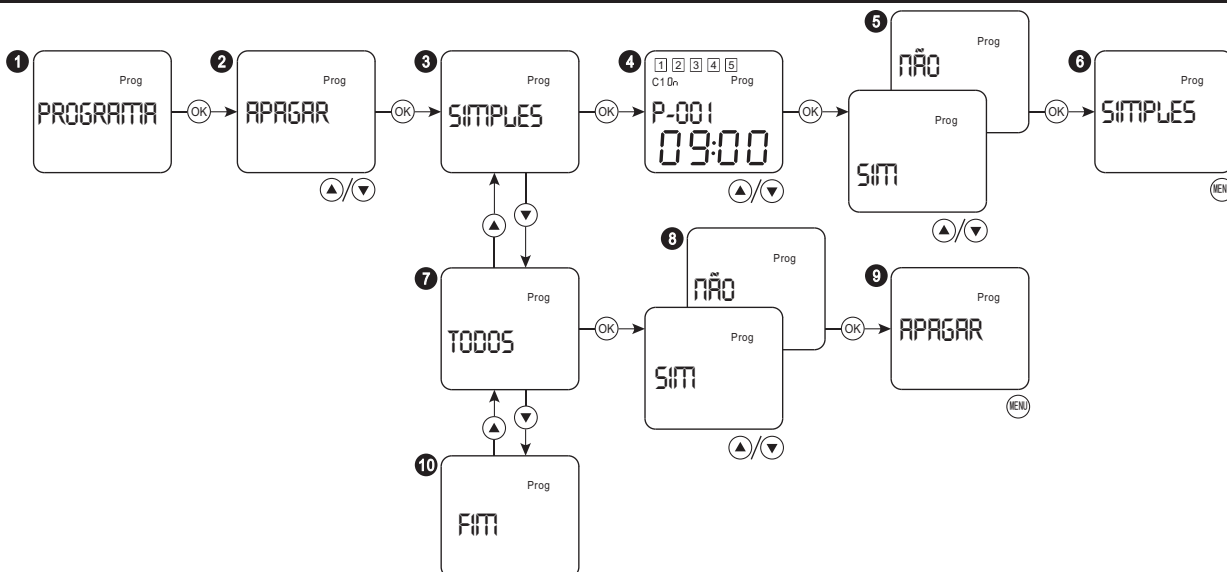 1
Prog
PROGRAMA
OK
2
Prog
APAGAR
OK
3
Prog
SIMPLES
OK
4
1 2 3 4 5
C1 On Prog
P-001
09:00
OK
5
Prog
NÃO
Prog
SIM
OK
6
Prog
SIMPLES
7
Prog
TODOS
OK
8
Prog
NÃO
Prog
SIM
OK
9
Prog
APAGAR
MENU
10
Prog
FIM